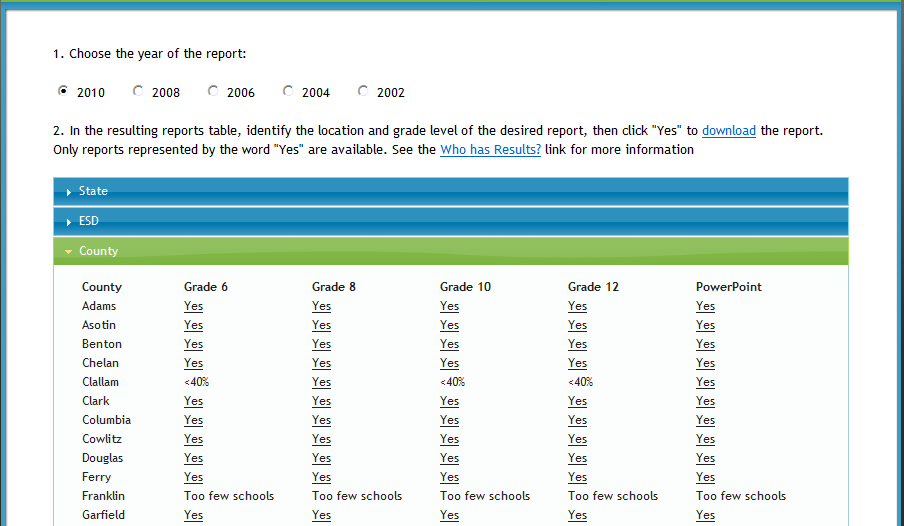 1. Choose the year of the report:
2010 2008 2006 2004 2002
2. In the resulting reports table, identify the location and grade level of the desired report, then click "Yes" to download the report.
Only reports represented by the word "Yes" are available. See the Who has Results? link for more information
State
ESD
County
County Grade 6 Grade 8 Grade 10 Grade 12 PowerPoint
Adams Yes Yes Yes Yes Yes
Asotin Yes Yes Yes Yes Yes
Benton Yes Yes Yes Yes Yes
Chelan Yes Yes Yes Yes Yes
Clallam <40% Yes <40% <40% Yes
Clark Yes Yes Yes Yes Yes
Columbia Yes Yes Yes Yes Yes
Cowlitz Yes Yes Yes Yes Yes
Douglas Yes Yes Yes Yes Yes
Ferry Yes Yes Yes Yes Yes
Franklin Too few schools Too few schools Too few schools Too few schools Too few schools
Garfield Yes Yes Yes Yes Yes